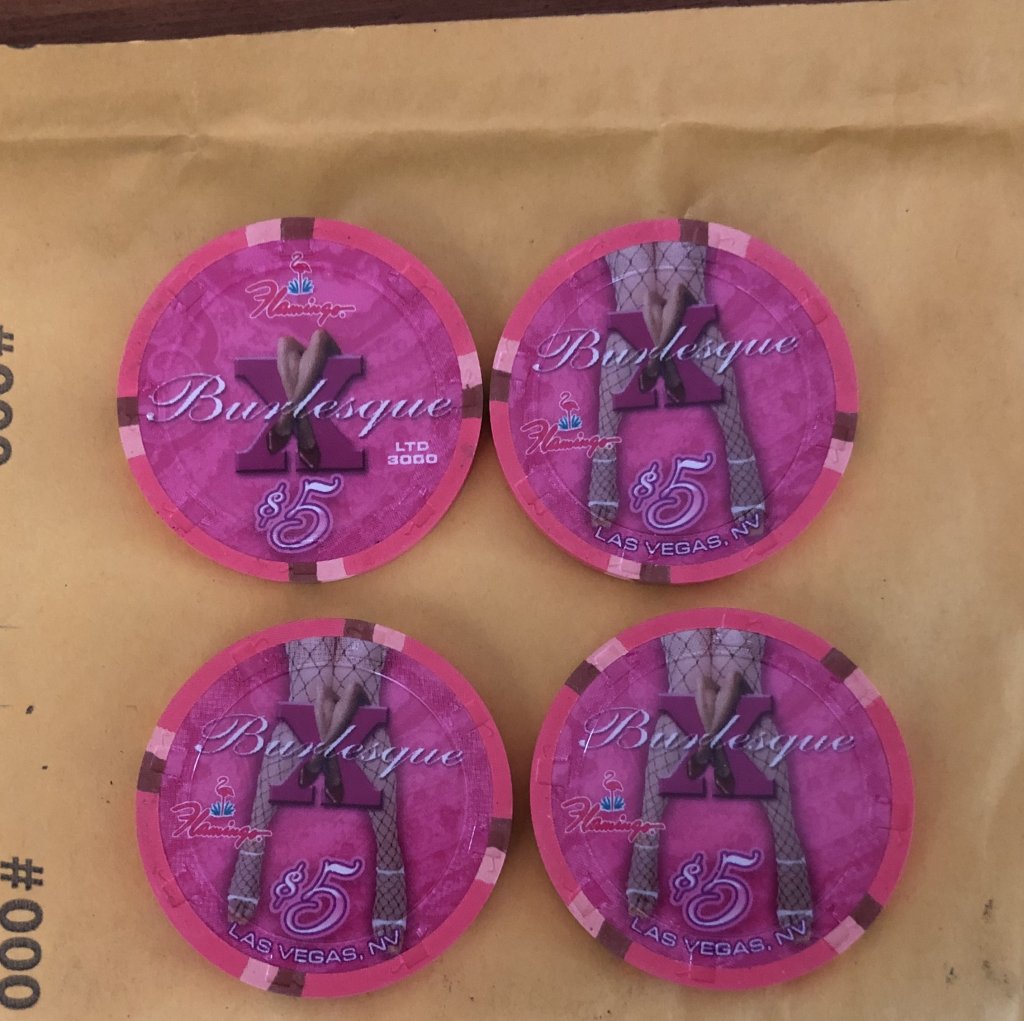 Flamingo
X
Burlesque
LTD
3000
$5
X
Burlesque
Flamingo
$5
LAS VEGAS, NV
X
Burlesque
Flamingo
$5
LAS VEGAS, NV
X
Burlesque
Flamingo
$5
LAS VEGAS, NV
#000